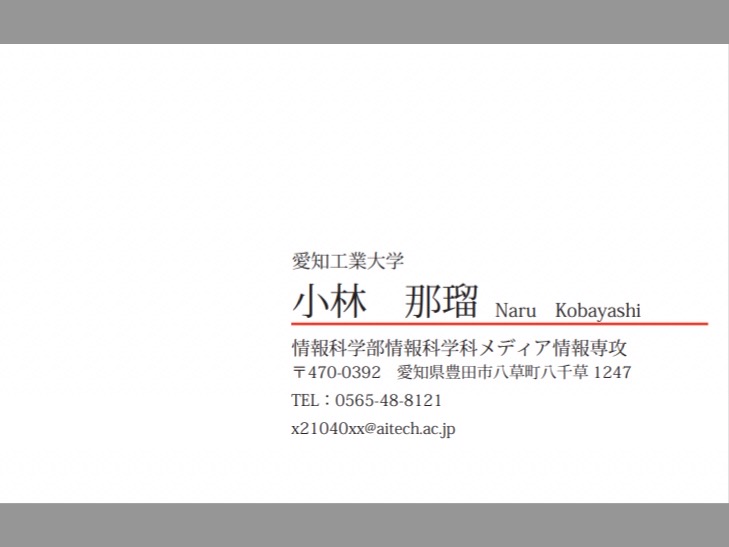 愛知工業大学
小林　那瑠　Naru　Kobayashi
情報科学部情報科学科メディア情報専攻
〒470-0392　愛知県豊田市八草町八千草 1247
TEL：0565-48-8121
x21040xx@aitech.ac.jp